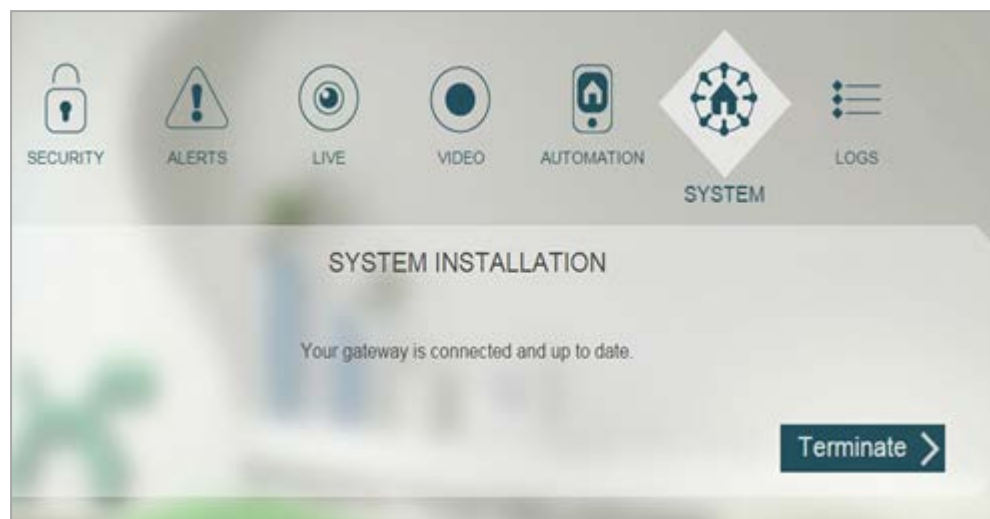 SECURITY
ALERTS
LIVE
VIDEO
AUTOMATION
SYSTEM
LOGS
SYSTEM INSTALLATION
Your gateway is connected and up to date.
Terminate